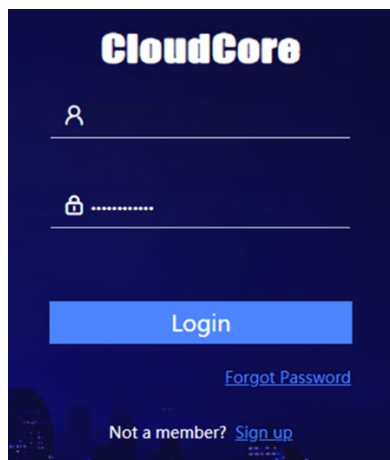 CloudCore
............
Login
Forgot Password
Not a member? Sign up